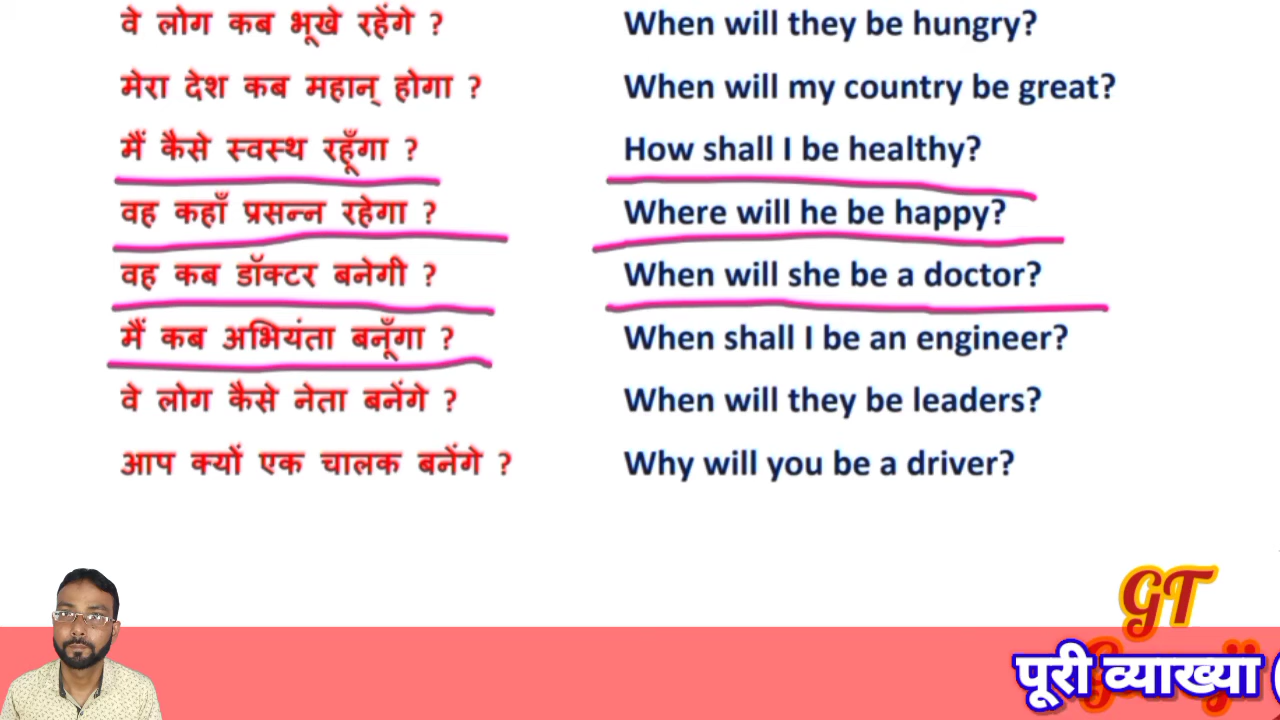 वे लोग कब भूखे रहेंगे ? When will they be hungry?
मेरा देश कब महान् होगा ? When will my country be great?
मैं कैसे स्वस्थ रहूँगा ? How shall I be healthy?
वह कहाँ प्रसन्न रहेगा ? Where will he be happy?
वह कब डॉक्टर बनेगी ? When will she be a doctor?
मैं कब अभियंता बनूँगा ? When shall I be an engineer?
वे लोग कैसे नेता बनेंगे ? When will they be leaders?
आप क्यों एक चालक बनेंगे ? Why will you be a driver?
GT
पूरी व्याख्या (